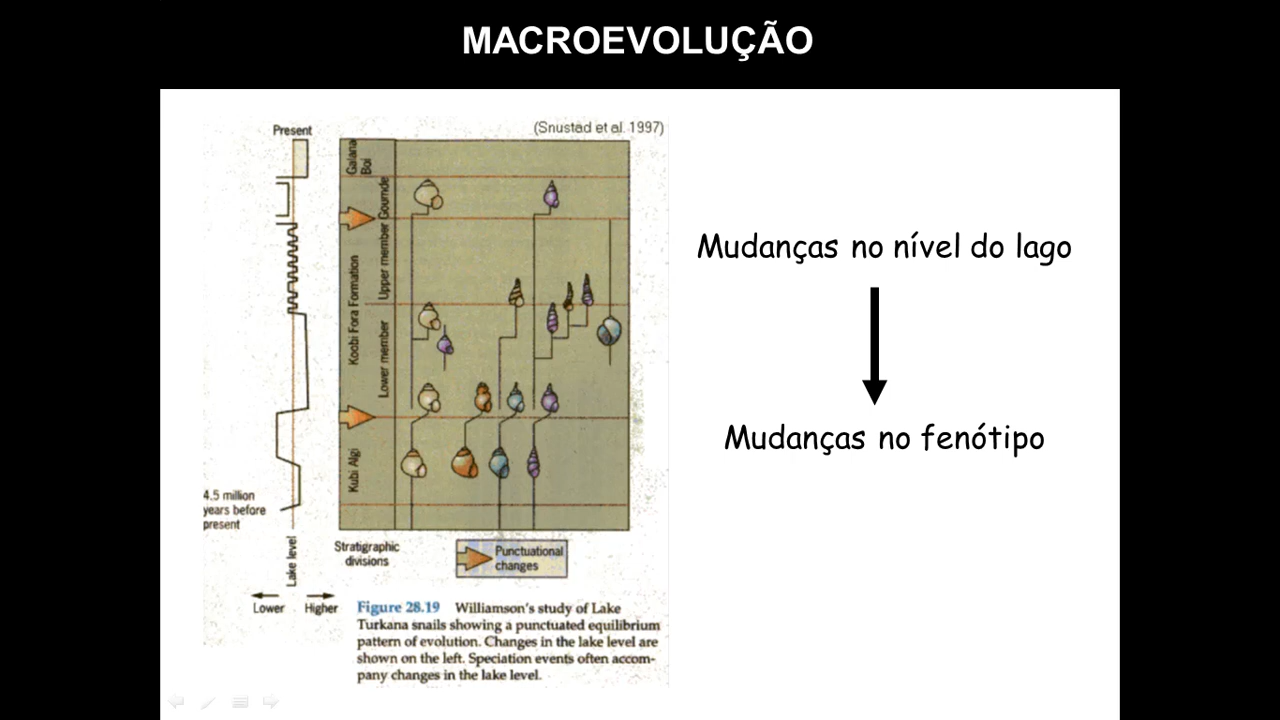 MACROEVOLUÇÃO
(Snustad et al. 1997)
Present
Galana
Boi
Upper member Goumde
Koobi Fora Formation
Lower member
Kubi Algi
4.5 million
years before
present
Lake level
Lower
Higher
Stratigraphic
divisions
Punctuational
changes
Figure 28.19 Williamson's study of Lake
Turkana snails showing a punctuated equilibrium
pattern of evolution. Changes in the lake level are
shown on the left. Speciation events often accom-
pany changes in the lake level.
Mudanças no nível do lago
Mudanças no fenótipo